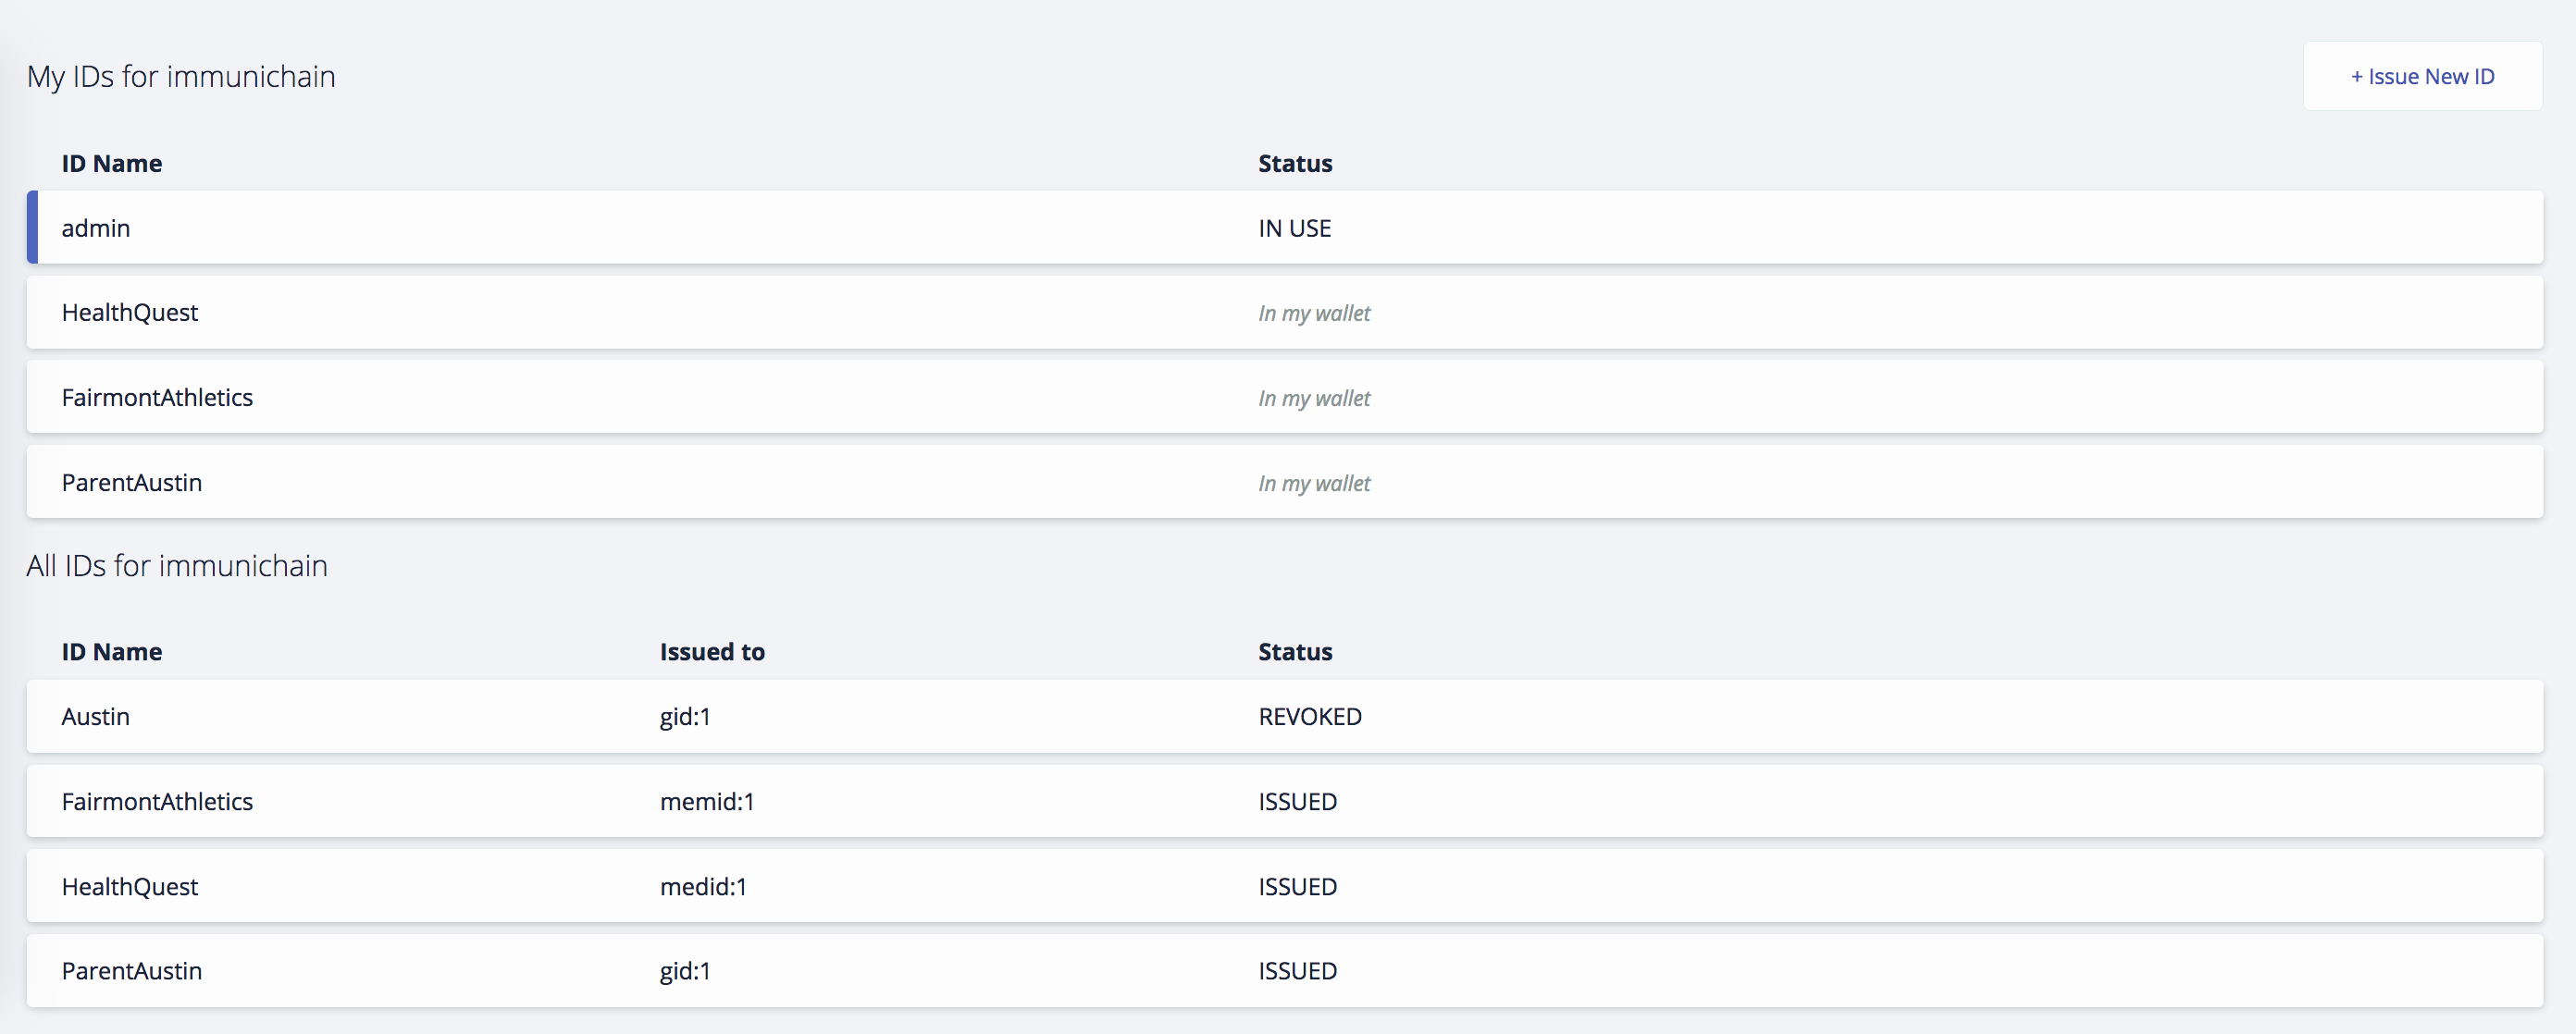 My IDs for immunichain
+ Issue New ID
ID Name Status
admin IN USE
HealthQuest In my wallet
FairmontAthletics In my wallet
ParentAustin In my wallet
All IDs for immunichain
ID Name Issued to Status
Austin gid:1 REVOKED
FairmontAthletics memid:1 ISSUED
HealthQuest medid:1 ISSUED
ParentAustin gid:1 ISSUED